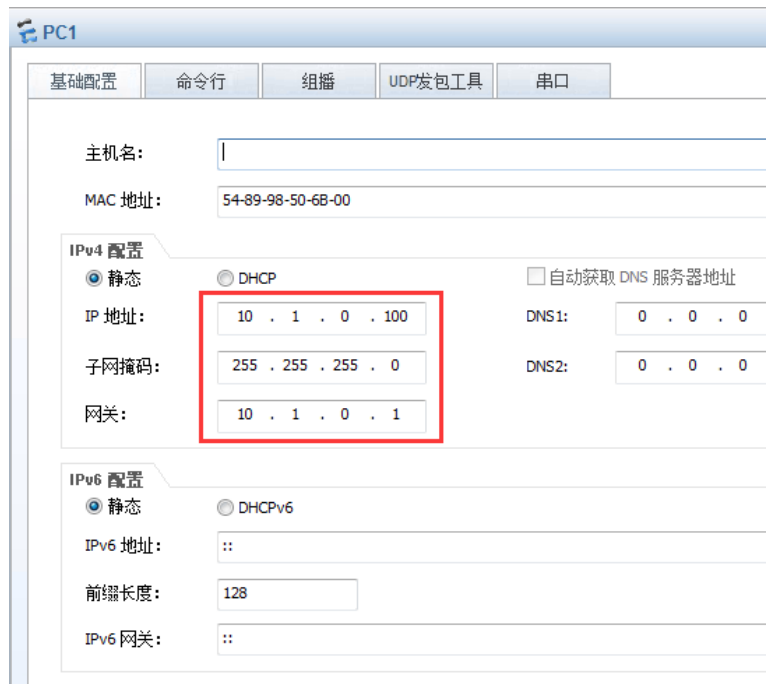 PC1
基础配置 命令行 组播 UDP发包工具 串口
主机名：
MAC 地址： 54-89-98-50-6B-00
IPv4 配置
静态 DHCP 自动获取 DNS 服务器地址
IP 地址： 10 . 1 . 0 . 100 DNS1: 0 . 0 . 0
子网掩码： 255 . 255 . 255 . 0 DNS2: 0 . 0 . 0
网关： 10 . 1 . 0 . 1
IPv6 配置
静态 DHCPv6
IPv6 地址： ::
前缀长度： 128
IPv6 网关： ::